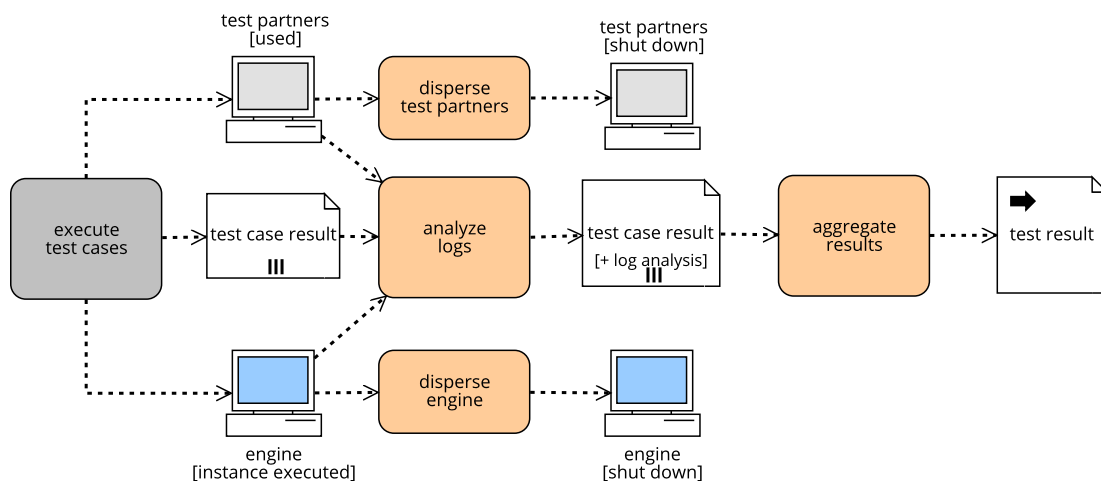 test partners
[used]
test partners
[shut down]
disperse
test partners
execute
test cases
test case result
analyze
logs
test case result
[+ log analysis]
aggregate
results
test result
disperse
engine
engine
[instance executed]
engine
[shut down]